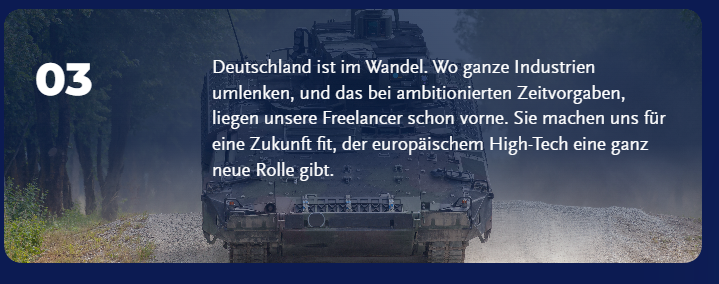 03
Deutschland ist im Wandel. Wo ganze Industrien
umlenken, und das bei ambitionierten Zeitvorgaben,
liegen unsere Freelancer schon vorne. Sie machen uns für
eine Zukunft fit, der europäischem High-Tech eine ganz
neue Rolle gibt.